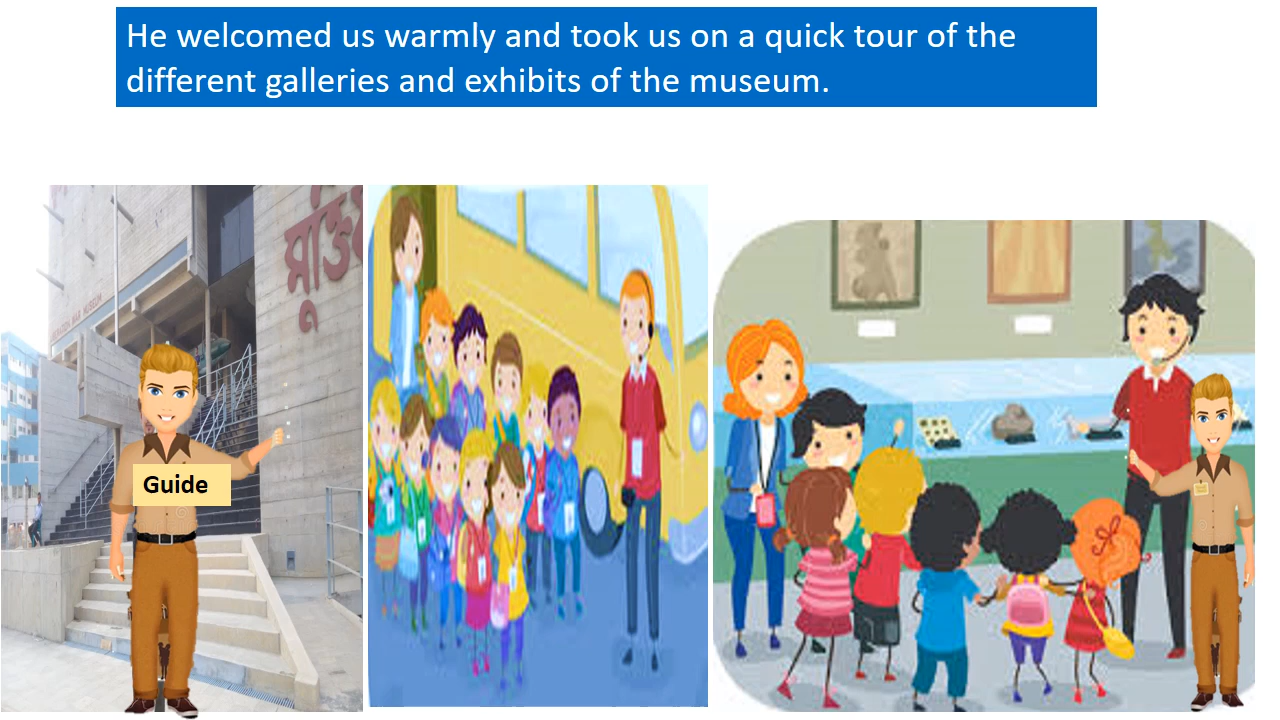 He welcomed us warmly and took us on a quick tour of the
different galleries and exhibits of the museum.
Guide